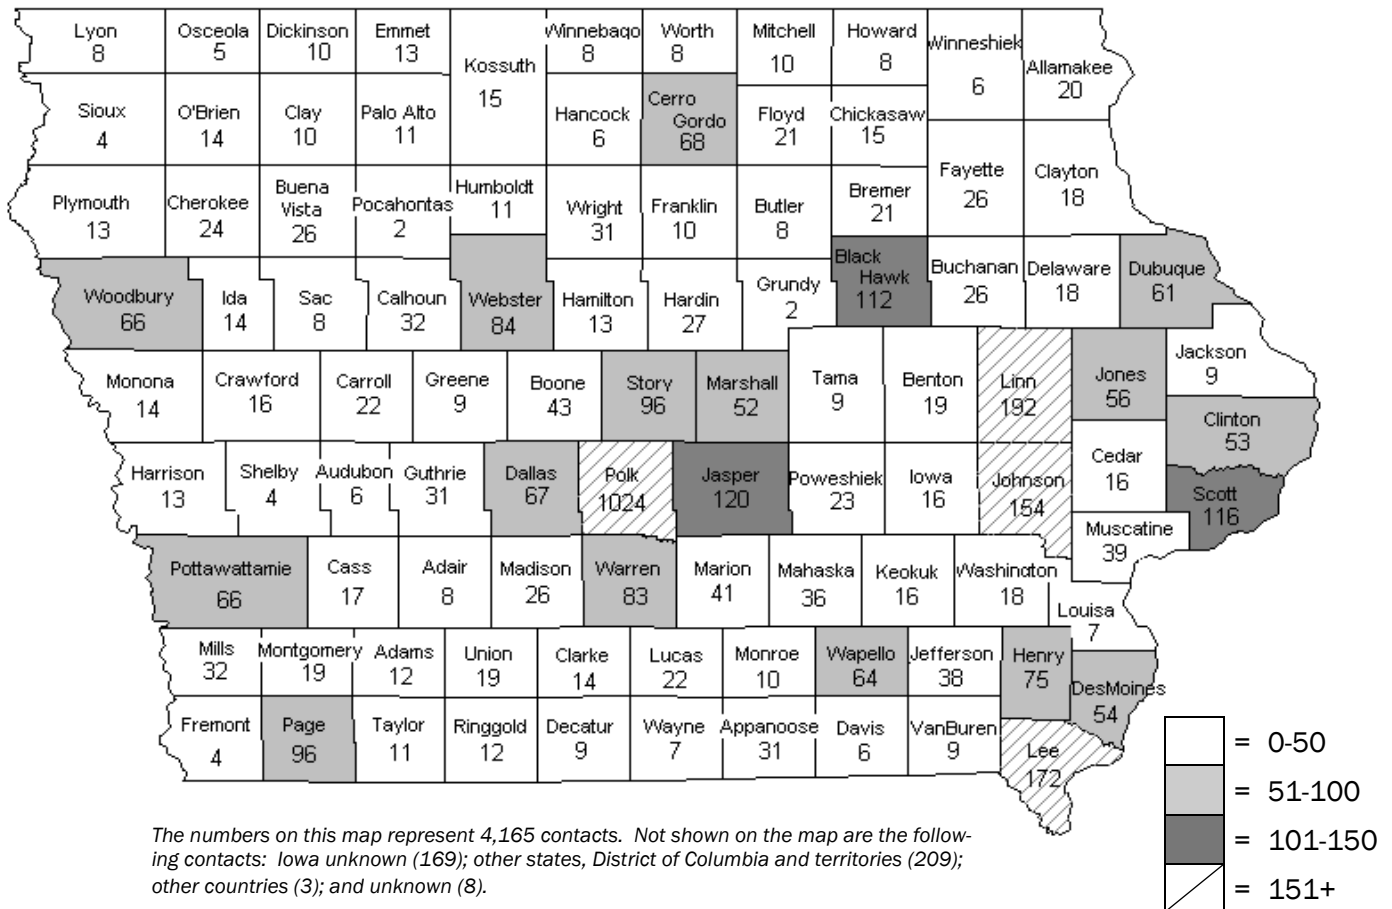 Lyon
8
Osceola
5
Dickinson
10
Emmet
13
Kossuth
15
Winnebago
8
Worth
8
Mitchell
10
Howard
8
Winneshiek
6
Allamakee
20
Sioux
4
O'Brien
14
Clay
10
Palo Alto
11
Hancock
6
Cerro
Gordo
68
Floyd
21
Chickasaw
15
Plymouth
13
Cherokee
24
Buena
Vista
26
Pocahontas
2
Humboldt
11
Wright
31
Franklin
10
Butler
8
Bremer
21
Fayette
26
Clayton
18
Woodbury
66
Ida
14
Sac
8
Calhoun
32
Webster
84
Hamilton
13
Hardin
27
Grundy
2
Black
Hawk
112
Buchanan
26
Delaware
18
Dubuque
61
Monona
14
Crawford
16
Carroll
22
Greene
9
Boone
43
Story
96
Marshall
52
Tama
9
Benton
19
Linn
192
Jones
56
Jackson
9
Clinton
53
Harrison
13
Shelby
4
Audubon
6
Guthrie
31
Dallas
67
Polk
1024
Jasper
120
Poweshiek
23
Iowa
16
Johnson
154
Cedar
16
Scott
116
Muscatine
39
Pottawattamie
66
Cass
17
Adair
8
Madison
26
Warren
83
Marion
41
Mahaska
36
Keokuk
16
Washington
18
Louisa
7
Mills
32
Montgomery
19
Adams
12
Union
19
Clarke
14
Lucas
22
Monroe
10
Wapello
64
Jefferson
38
Henry
75
DesMoines
54
Fremont
4
Page
96
Taylor
11
Ringgold
12
Decatur
9
Wayne
7
Appanoose
31
Davis
6
VanBuren
9
Lee
172
= 0-50
= 51-100
= 101-150
= 151+
The numbers on this map represent 4,165 contacts. Not shown on the map are the follow-
ing contacts: Iowa unknown (169); other states, District of Columbia and territories (209);
other countries (3); and unknown (8).